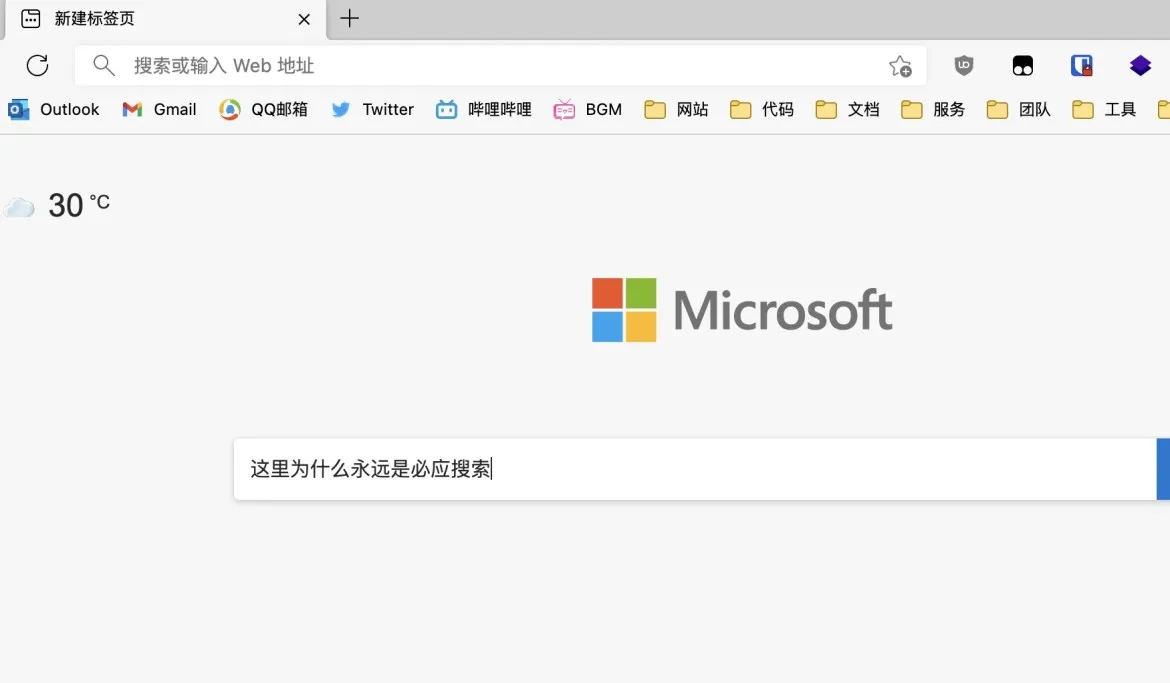 新建标签页
搜索或输入 Web 地址
Outlook Gmail QQ邮箱 Twitter 哔哩哔哩 BGM 网站 代码 文档 服务 团队 工具
30 °C
Microsoft
这里为什么永远是必应搜索